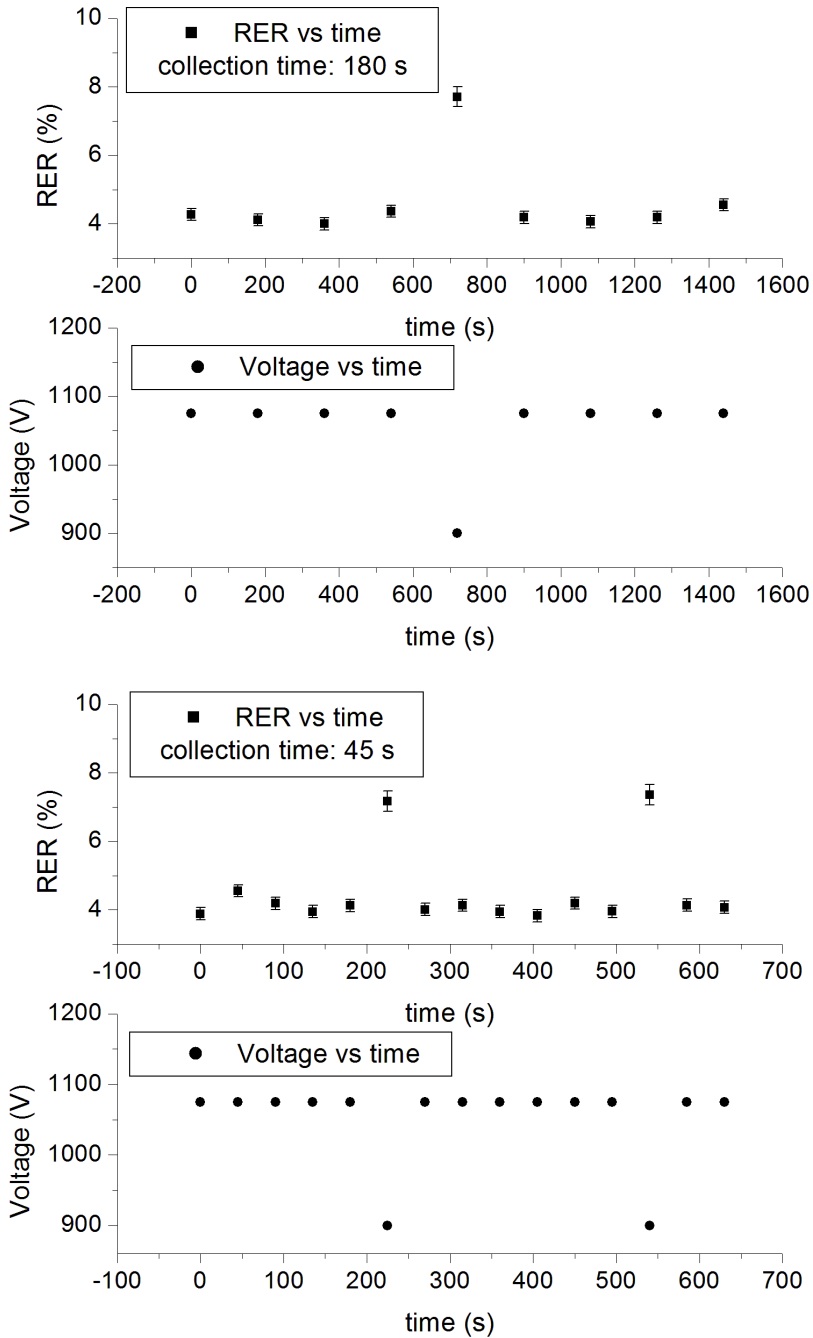 RER vs time
collection time: 180 s
RER (%)
10
8
6
4
-200 0 200 400 600 800 1000 1200 1400 1600
time (s)
Voltage vs time
Voltage (V)
1200
1100
1000
900
-200 0 200 400 600 800 1000 1200 1400 1600
time (s)
RER vs time
collection time: 45 s
RER (%)
10
8
6
4
-100 0 100 200 300 400 500 600 700
time (s)
Voltage vs time
Voltage (V)
1200
1100
1000
900
-100 0 100 200 300 400 500 600 700
time (s)